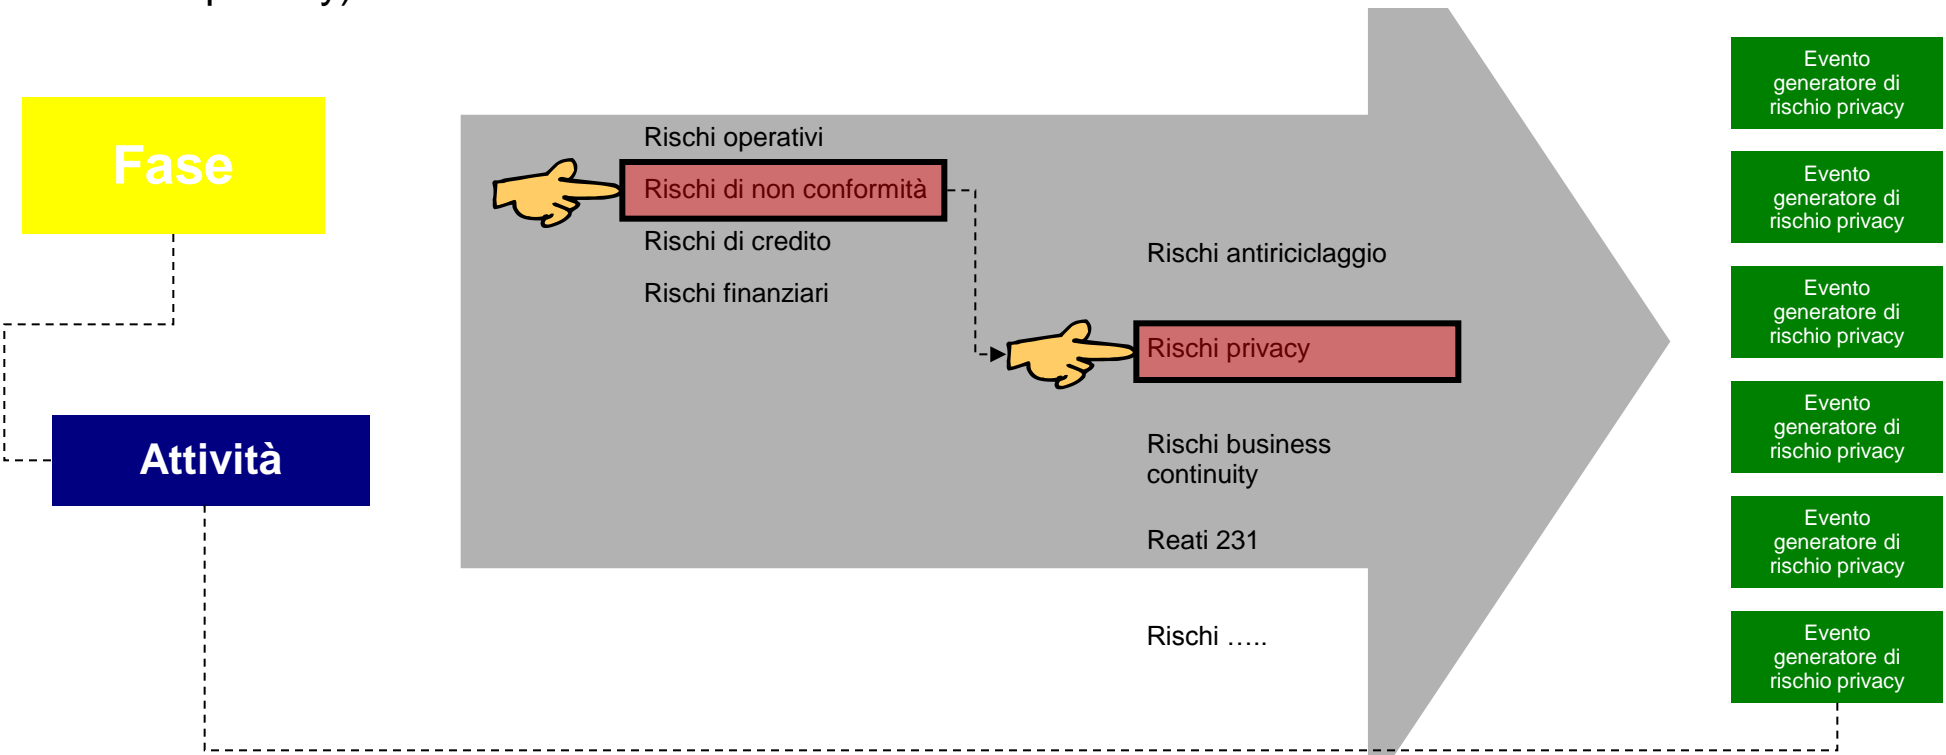 Fase
Attività
Rischi operativi
Rischi di non conformità
Rischi di credito
Rischi finanziari
Rischi antiriciclaggio
Rischi privacy
Rischi business
continuity
Reati 231
Rischi …..
Evento
generatore di
rischio privacy
Evento
generatore di
rischio privacy
Evento
generatore di
rischio privacy
Evento
generatore di
rischio privacy
Evento
generatore di
rischio privacy
Evento
generatore di
rischio privacy